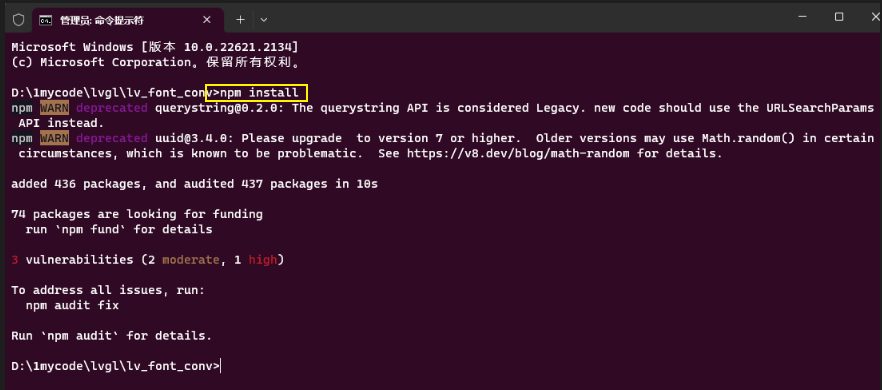 管理员: 命令提示符
Microsoft Windows [版本 10.0.22621.2134]
(c) Microsoft Corporation。保留所有权利。
D:\1mycode\lvgl\lv_font_conv>npm install
npm WARN deprecated querystring@0.2.0: The querystring API is considered Legacy. new code should use the URLSearchParams
API instead.
npm WARN deprecated uuid@3.4.0: Please upgrade  to version 7 or higher.  Older versions may use Math.random() in certain
circumstances, which is known to be problematic.  See https://v8.dev/blog/math-random for details.
added 436 packages, and audited 437 packages in 10s
74 packages are looking for funding
run `npm fund` for details
3 vulnerabilities (2 moderate, 1 high)
To address all issues, run:
npm audit fix
Run `npm audit` for details.
D:\1mycode\lvgl\lv_font_conv>